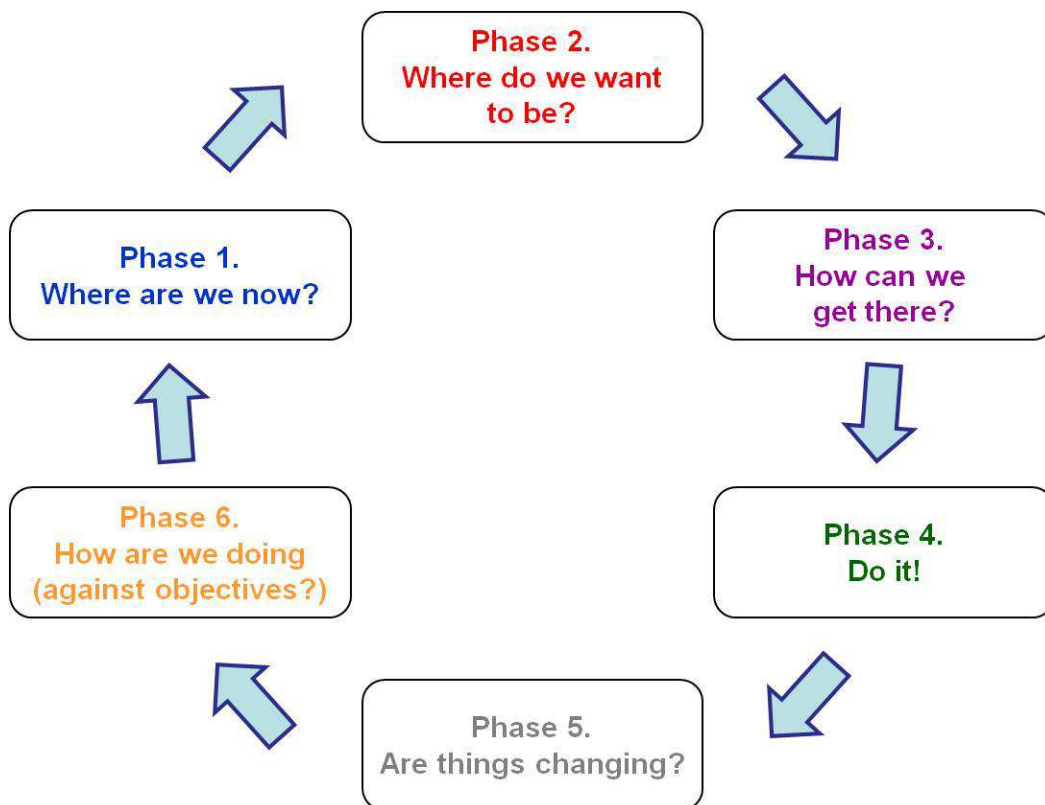 Phase 1.
Where are we now?
Phase 2.
Where do we want
to be?
Phase 3.
How can we
get there?
Phase 4.
Do it!
Phase 5.
Are things changing?
Phase 6.
How are we doing
(against objectives?)